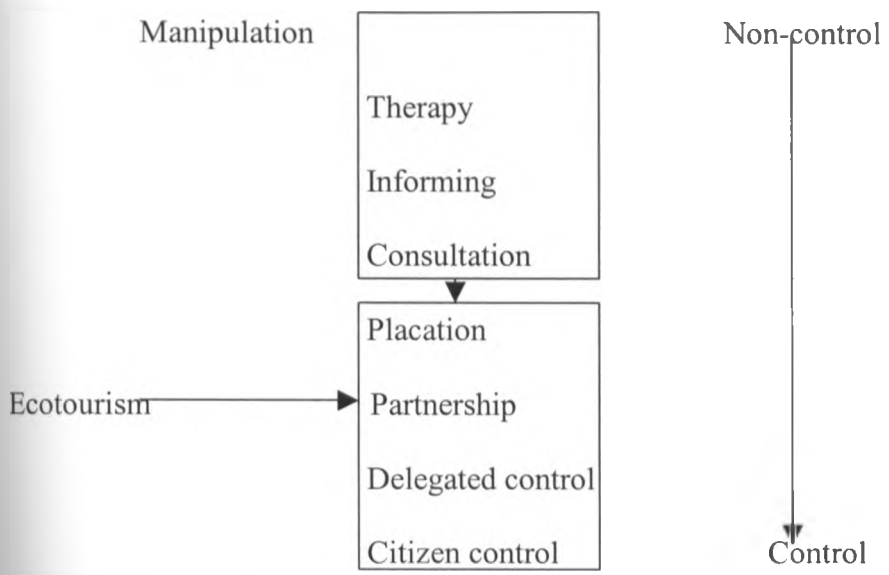 Manipulation
Non-control
Therapy
Informing
Consultation
Placation
Ecotourism
Partnership
Delegated control
Citizen control
Control